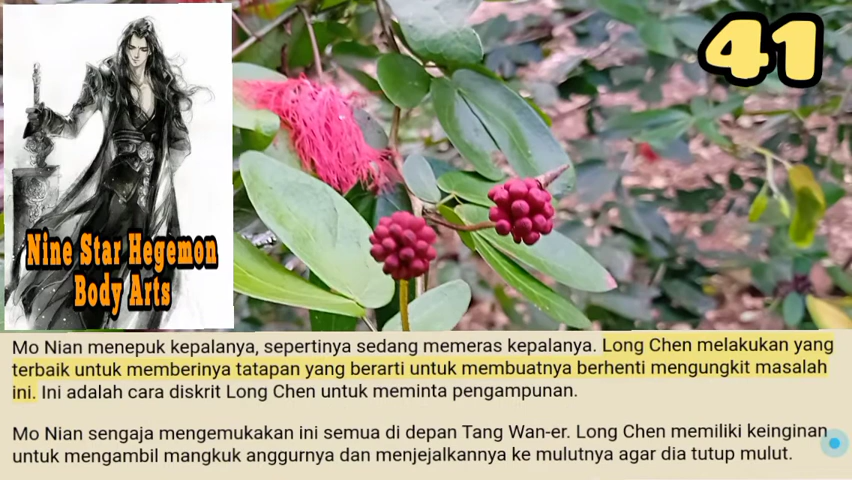 41
Nine Star Hegemon
Body Arts
Mo Nian menepuk kepalanya, sepertinya sedang memeras kepalanya. Long Chen melakukan yang
terbaik untuk memberinya tatapan yang berarti untuk membuatnya berhenti mengungkit masalah
ini. Ini adalah cara diskrit Long Chen untuk meminta pengampunan.
Mo Nian sengaja mengemukakan ini semua di depan Tang Wan-er. Long Chen memiliki keinginan
untuk mengambil mangkuk anggurnya dan menjejalkannya ke mulutnya agar dia tutup mulut.